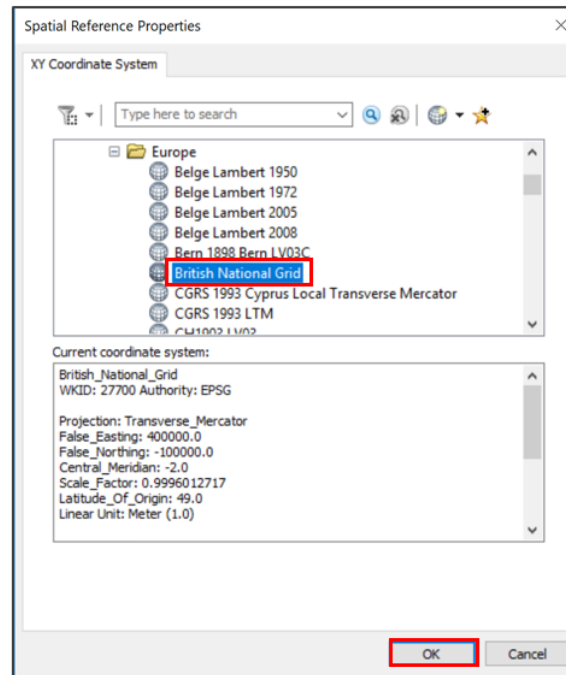 Spatial Reference Properties
XY Coordinate System
Type here to search
Europe
Belge Lambert 1950
Belge Lambert 1972
Belge Lambert 2005
Belge Lambert 2008
Bern 1898 Bern LV03C
British National Grid
CGRS 1993 Cyprus Local Transverse Mercator
CGRS 1993 LTM
CH1903 LV03
Current coordinate system:
British_National_Grid
WKID: 27700 Authority: EPSG
Projection: Transverse_Mercator
False_Easting: 400000.0
False_Northing: -100000.0
Central_Meridian: -2.0
Scale_Factor: 0.9996012717
Latitude_Of_Origin: 49.0
Linear Unit: Meter (1.0)
OK
Cancel